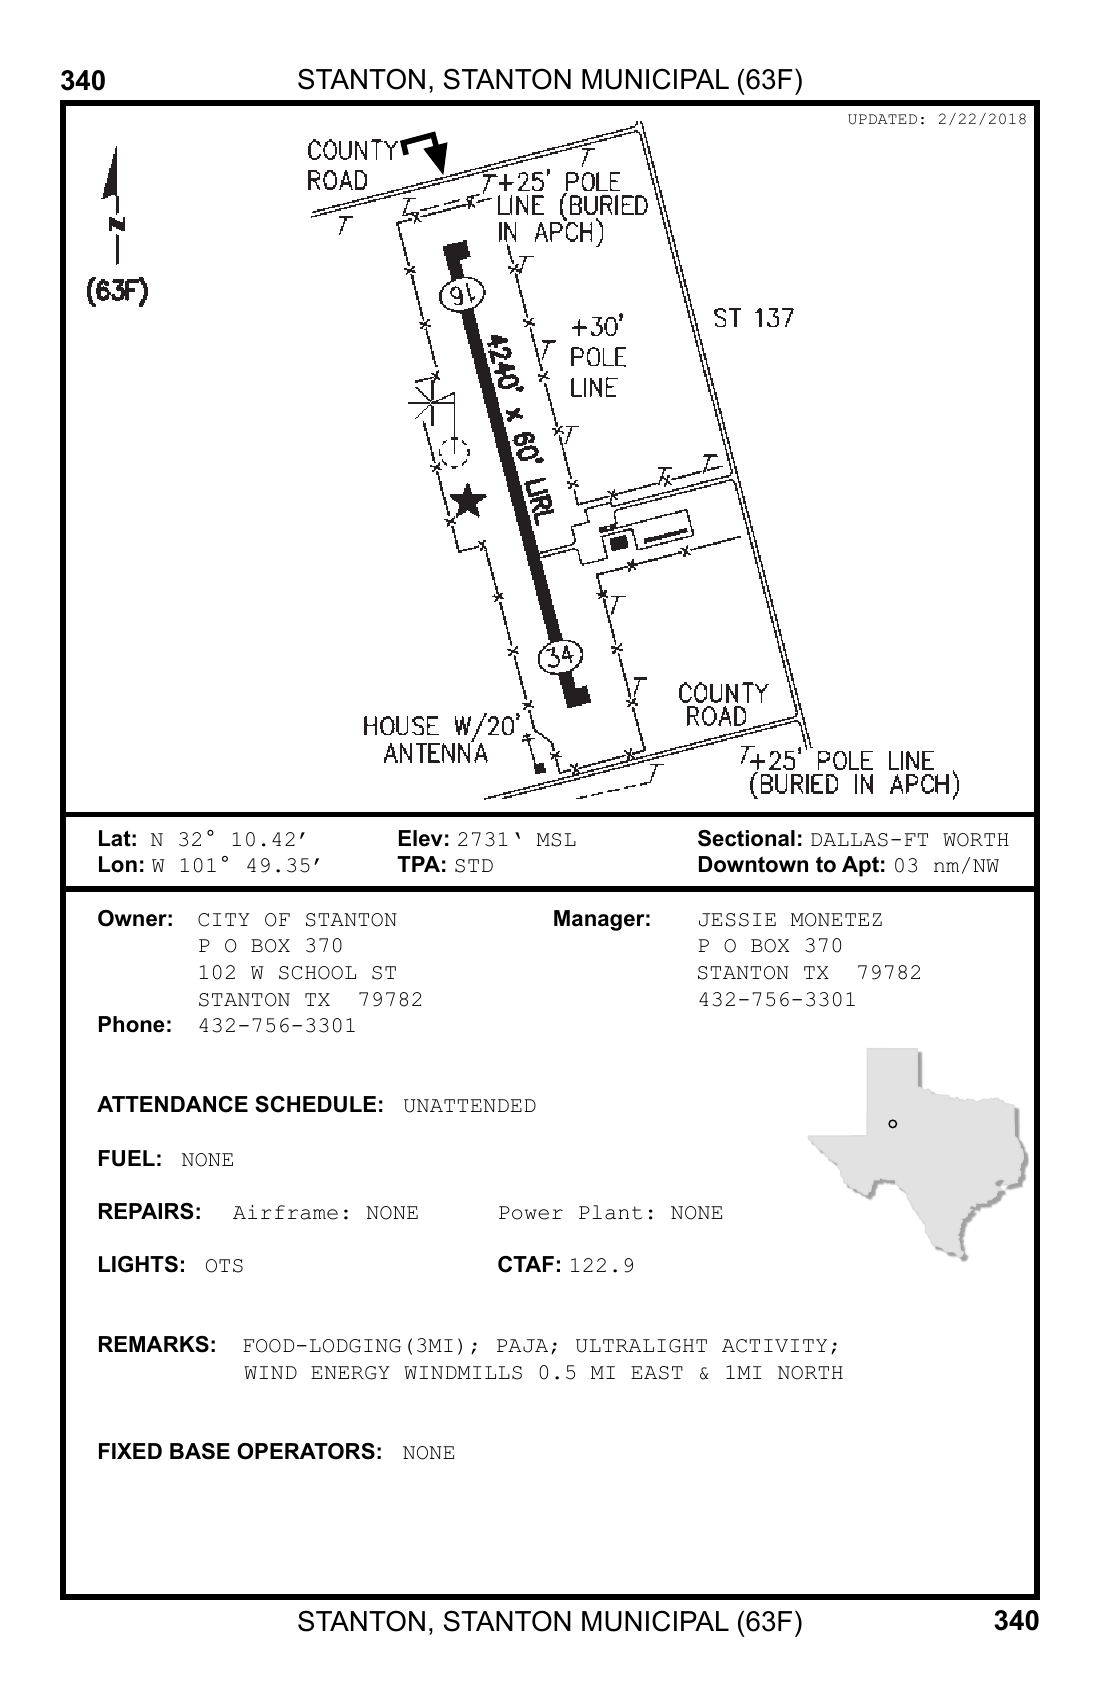 340
STANTON, STANTON MUNICIPAL (63F)
UPDATED: 2/22/2018
COUNTY
ROAD
+25' POLE
LINE (BURIED
IN APCH)
N
(63F)
16
ST 137
+30'
POLE
LINE
4240' x 60' LIRL
34
COUNTY
ROAD
HOUSE W/20'
ANTENNA
+25' POLE LINE
(BURIED IN APCH)
Lat: N 32° 10.42′ Elev: 2731‘ MSL Sectional: DALLAS-FT WORTH
Lon: W 101° 49.35′ TPA: STD Downtown to Apt: 03 nm/NW
Owner: CITY OF STANTON Manager: JESSIE MONETEZ
P O BOX 370 P O BOX 370
102 W SCHOOL ST STANTON TX 79782
STANTON TX 79782 432-756-3301
Phone: 432-756-3301
ATTENDANCE SCHEDULE: UNATTENDED
FUEL: NONE
REPAIRS: Airframe: NONE Power Plant: NONE
LIGHTS: OTS CTAF: 122.9
REMARKS: FOOD-LODGING(3MI); PAJA; ULTRALIGHT ACTIVITY;
WIND ENERGY WINDMILLS 0.5 MI EAST & 1MI NORTH
FIXED BASE OPERATORS: NONE
STANTON, STANTON MUNICIPAL (63F)
340